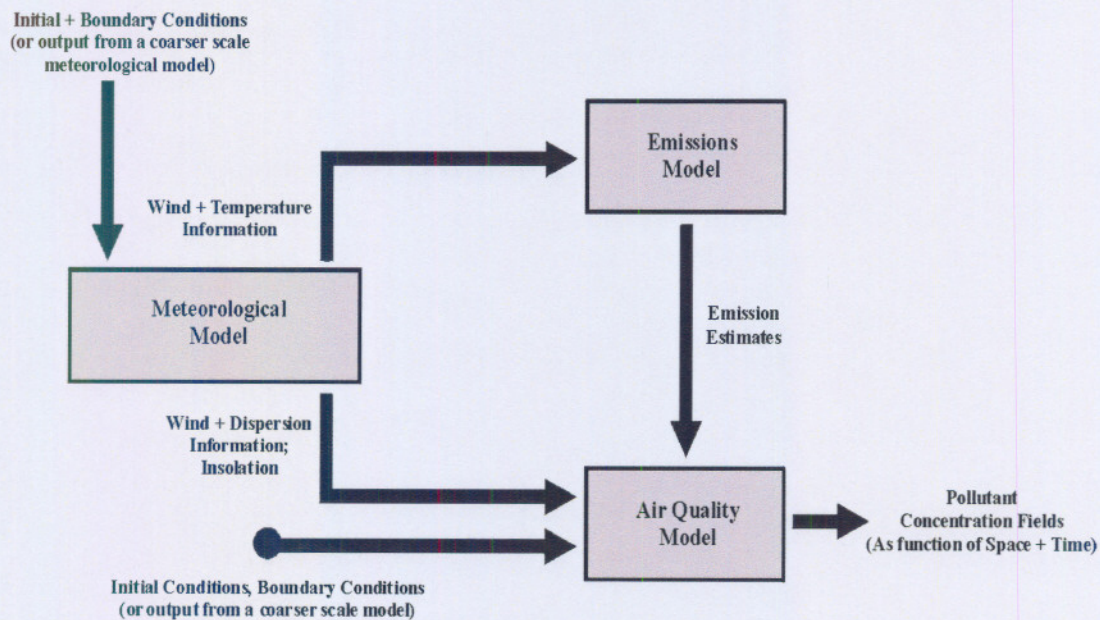 Initial + Boundary Conditions
(or output from a coarser scale
meteorological model)
Emissions
Model
Wind + Temperature
Information
Meteorological
Model
Emission
Estimates
Wind + Dispersion
Information;
Insolation
Air Quality
Model
Pollutant
Concentration Fields
(As function of Space + Time)
Initial Conditions, Boundary Conditions
(or output from a coarser scale model)